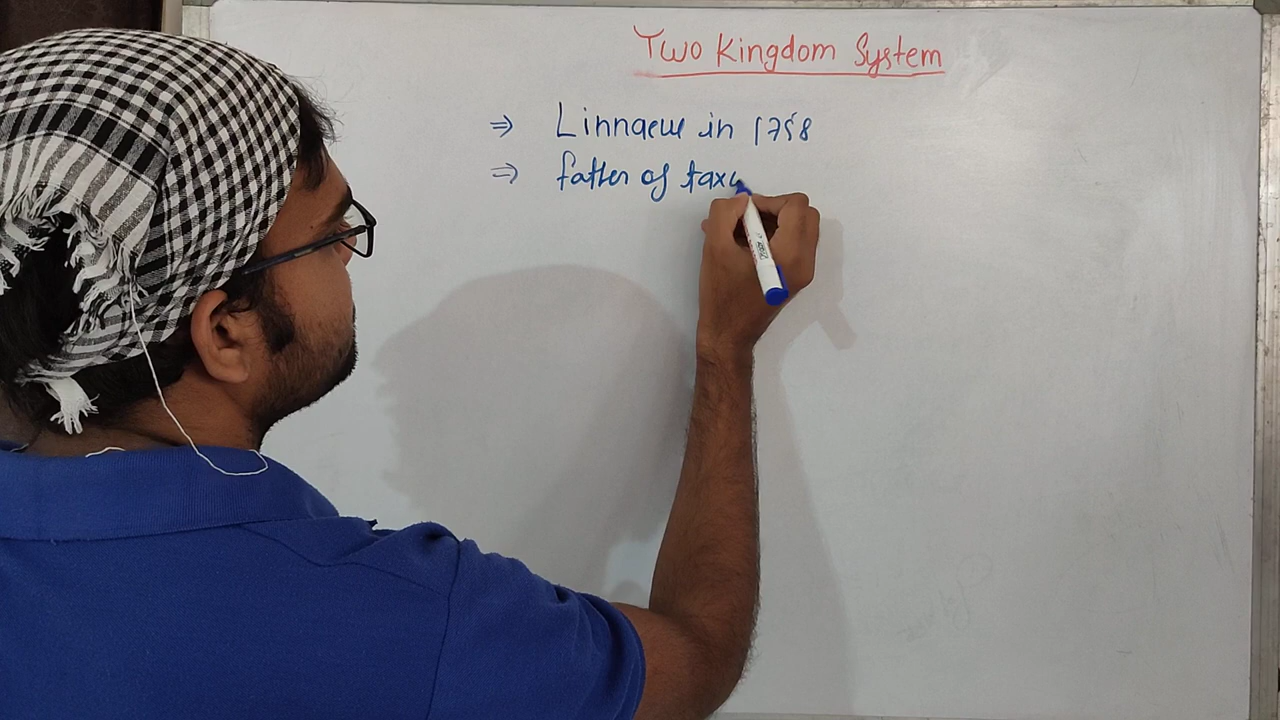 Two Kingdom System
⇒ Linnaeus in 1758
⇒ father of taxo